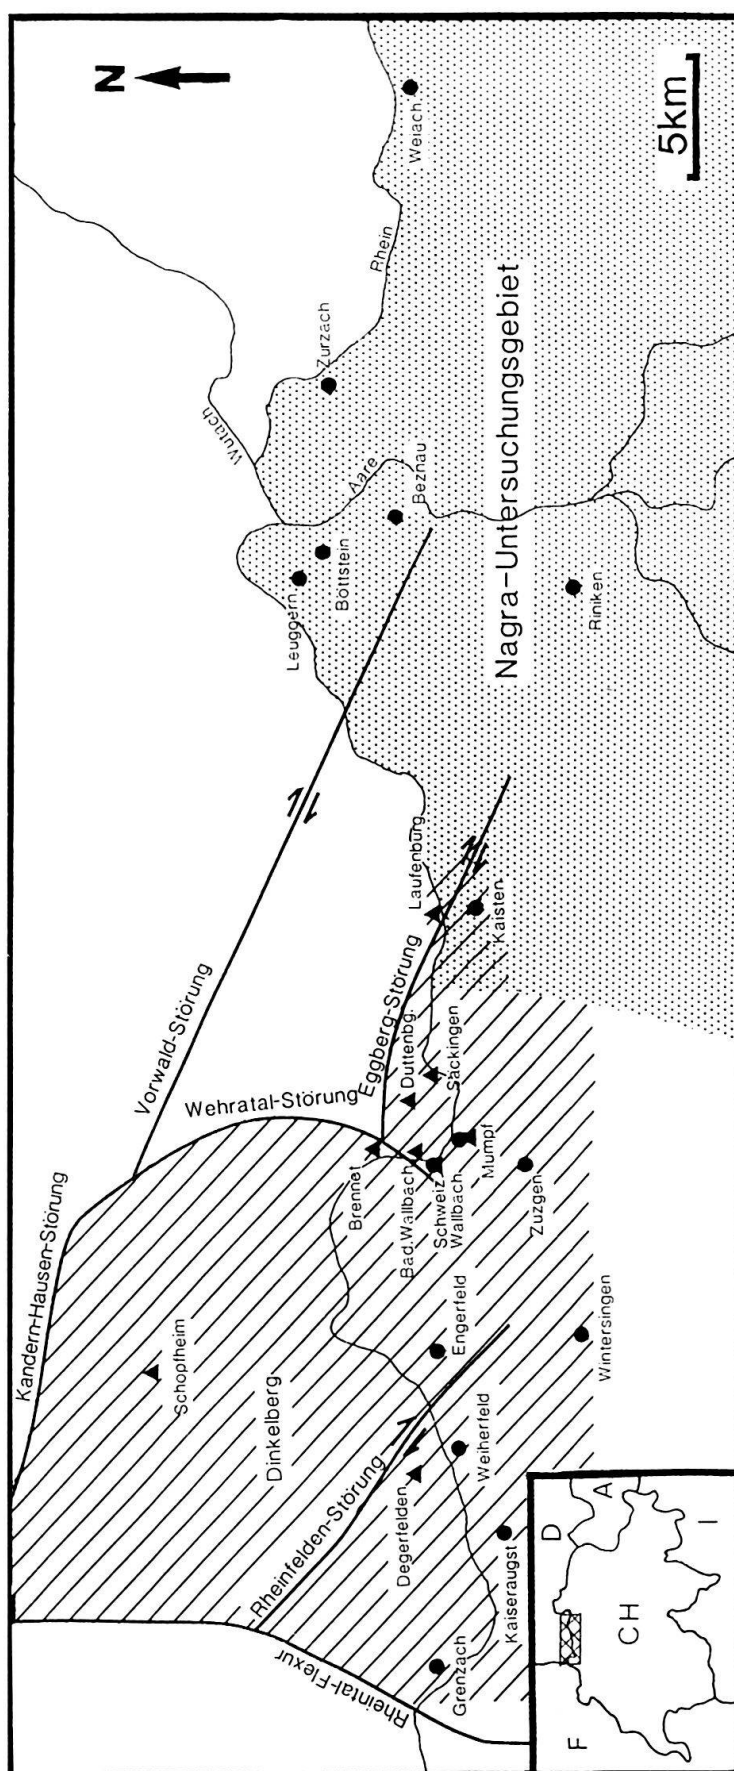 N
5km
Weiach
Rhein
Zurzach
Wutach
Aare
Beznau
Böttstein
Leuggern
Riniken
Nagra-Untersuchungsgebiet
Vorwald-Störung
Wehratal-Störung
Eggberg-Störung
Laufenburg
Kaisten
Duttenbg.
Säckingen
Brennet
Bad.Wallbach
Schweiz
Wallbach
Mumpf
Zuzgen
Kandern-Hausen-Störung
Schopfheim
Dinkelberg
Rheinfelden-Störung
Engerfeld
Wintersingen
Degerfelden
Weiherfeld
Kaiseraugst
Rheintal-Flexur
Grenzach
F
D
A
CH
I